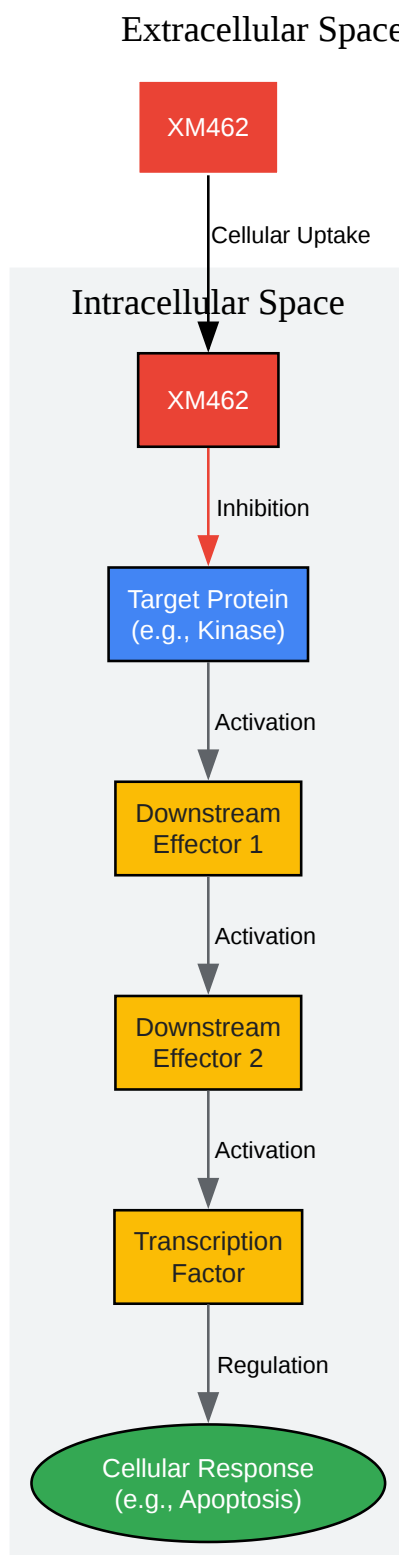 Extracellular Space
XM462
Cellular Uptake
Intracellular Space
XM462
Inhibition
Target Protein
(e.g., Kinase)
Activation
Downstream
Effector 1
Activation
Downstream
Effector 2
Activation
Transcription
Factor
Regulation
Cellular Response
(e.g., Apoptosis)